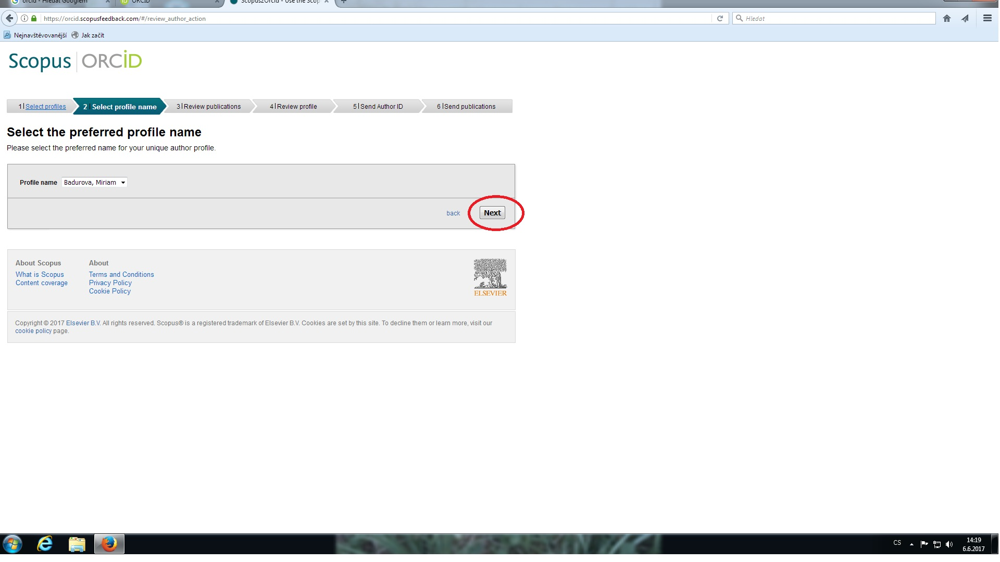 orcid - Hledat Googlem
ORCID
Scopus2Orcid - Use the Scop
https://orcid.scopusfeedback.com/#/review_author_action
Hledat
Nejnavštěvovanější
Jak začít
Scopus
ORCID
1 Select profiles
2 Select profile name
3 Review publications
4 Review profile
5 Send Author ID
6 Send publications
Select the preferred profile name
Please select the preferred name for your unique author profile.
Profile name Badurova, Miriam
back
Next
About Scopus
What is Scopus
Content coverage
About
Terms and Conditions
Privacy Policy
Cookie Policy
ELSEVIER
Copyright © 2017 Elsevier B.V. All rights reserved. Scopus® is a registered trademark of Elsevier B.V. Cookies are set by this site. To decline them or learn more, visit our
cookie policy page.
CS
14:19
6.6.2017